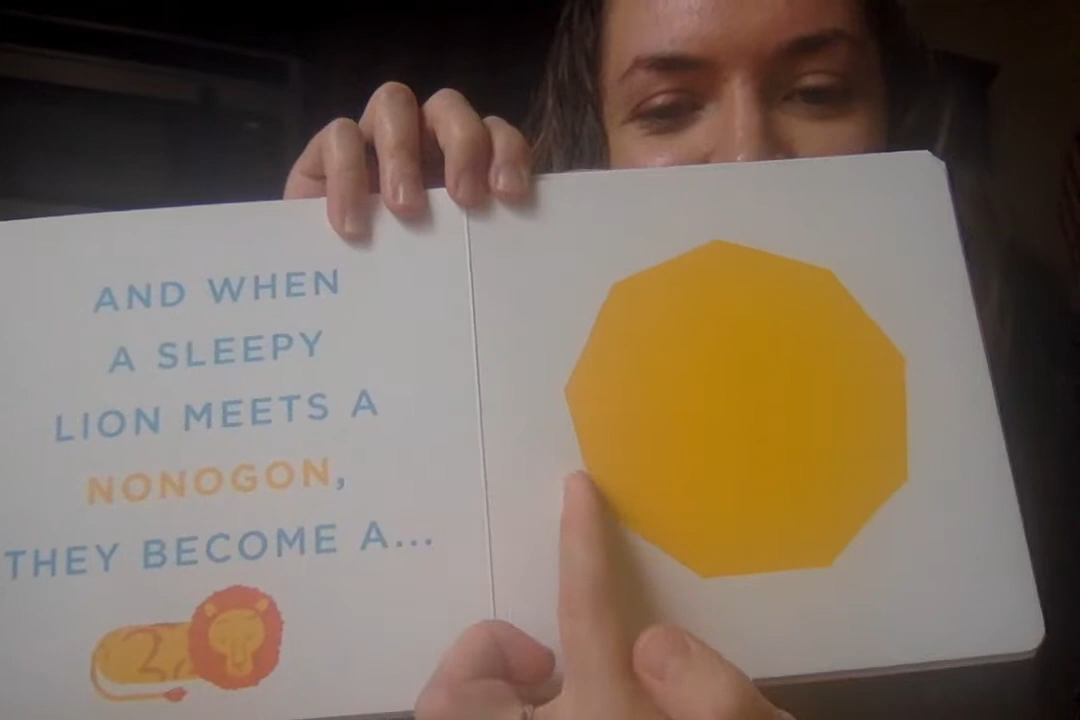 AND WHEN
A SLEEPY
LION MEETS A
NONOGON,
THEY BECOME A...